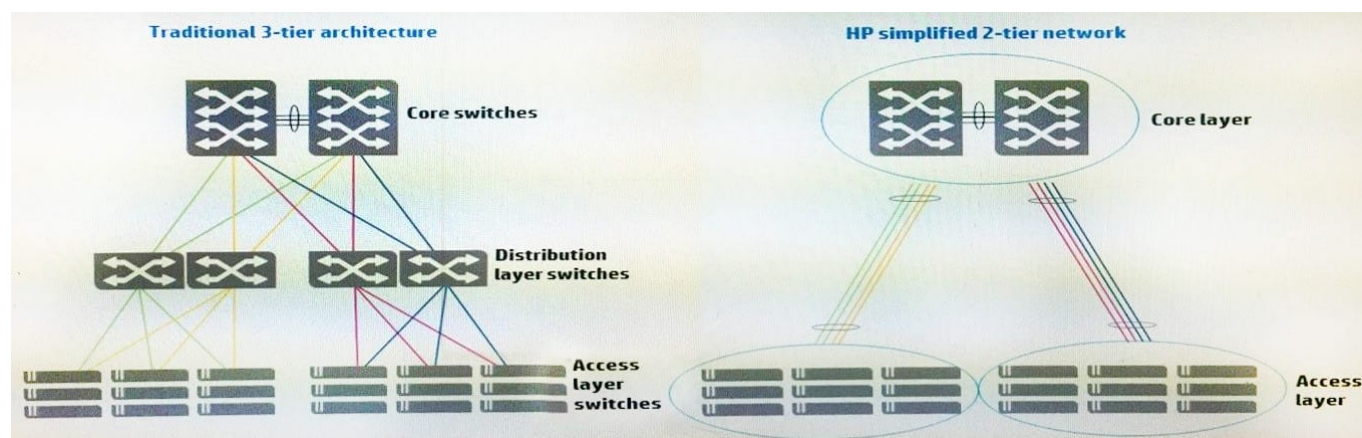 Traditional 3-tier architecture
Core switches
Distribution
layer switches
Access
layer
switches
HP simplified 2-tier network
Core layer
Access
layer